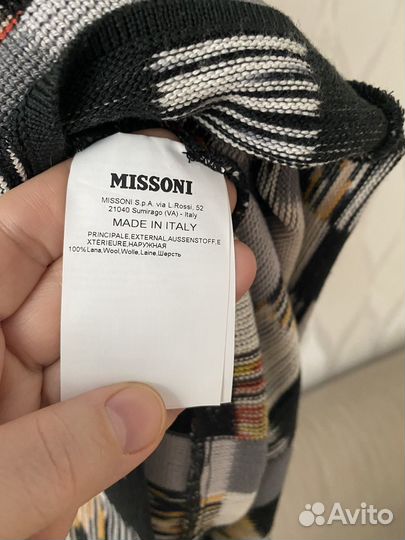 MISSONI
MISSONI S.p.A. via L.Rossi, 52
21040 Sumirago (VA) - Italy
MADE IN ITALY
PRINCIPALE,EXTERNAL,AUSSENSTOFF,E
XTÉRIEURE,НАРУЖНАЯ
100%Lana,Wool,Wolle,Laine,Шерсть
Avito